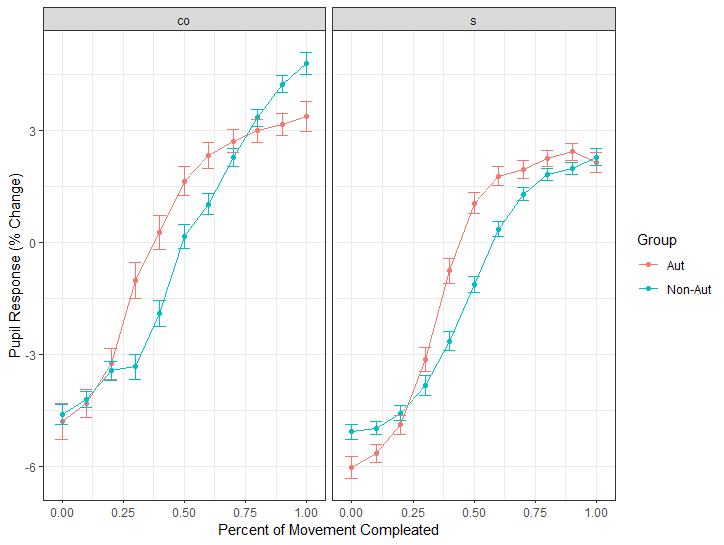 co
s
Pupil Response (% Change)
3
0
-3
-6
0.00 0.25 0.50 0.75 1.00
0.00 0.25 0.50 0.75 1.00
Percent of Movement Compleated
Group
Aut
Non-Aut